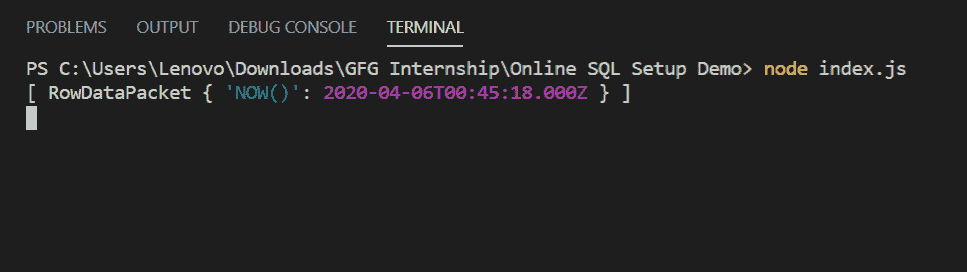 PROBLEMS OUTPUT DEBUG CONSOLE TERMINAL
PS C:\Users\Lenovo\Downloads\GFG Internship\Online SQL Setup Demo> node index.js
[ RowDataPacket { 'NOW()': 2020-04-06T00:45:18.000Z } ]